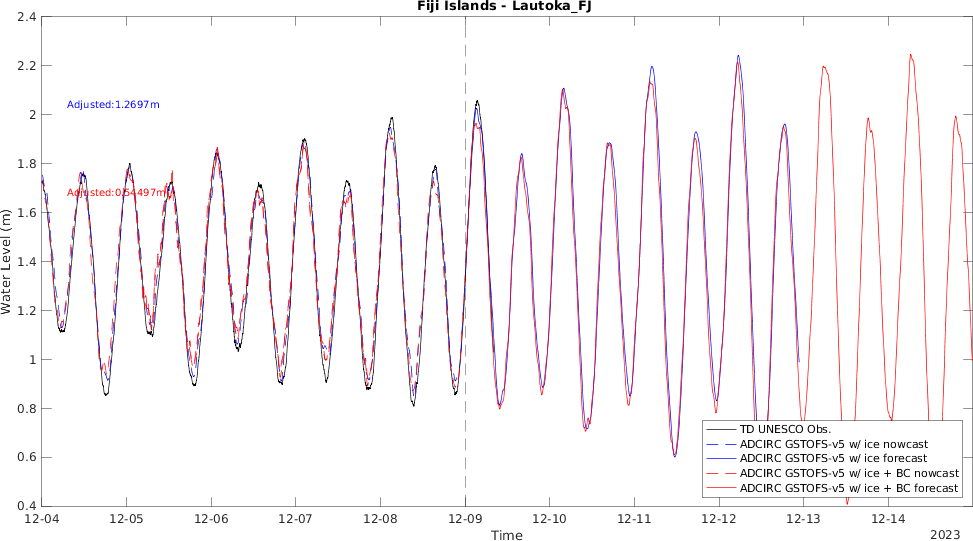 Fiji Islands - Lautoka_FJ
2.4
2.2
2
1.8
1.6
1.4
1.2
1
0.8
0.6
0.4
Water Level (m)
Adjusted:1.2697m
Adjusted:0.54497m
TD UNESCO Obs.
ADCIRC GSTOFS-v5 w/ ice nowcast
ADCIRC GSTOFS-v5 w/ ice forecast
ADCIRC GSTOFS-v5 w/ ice + BC nowcast
ADCIRC GSTOFS-v5 w/ ice + BC forecast
12-04 12-05 12-06 12-07 12-08 12-09 12-10 12-11 12-12 12-13 12-14
Time
2023